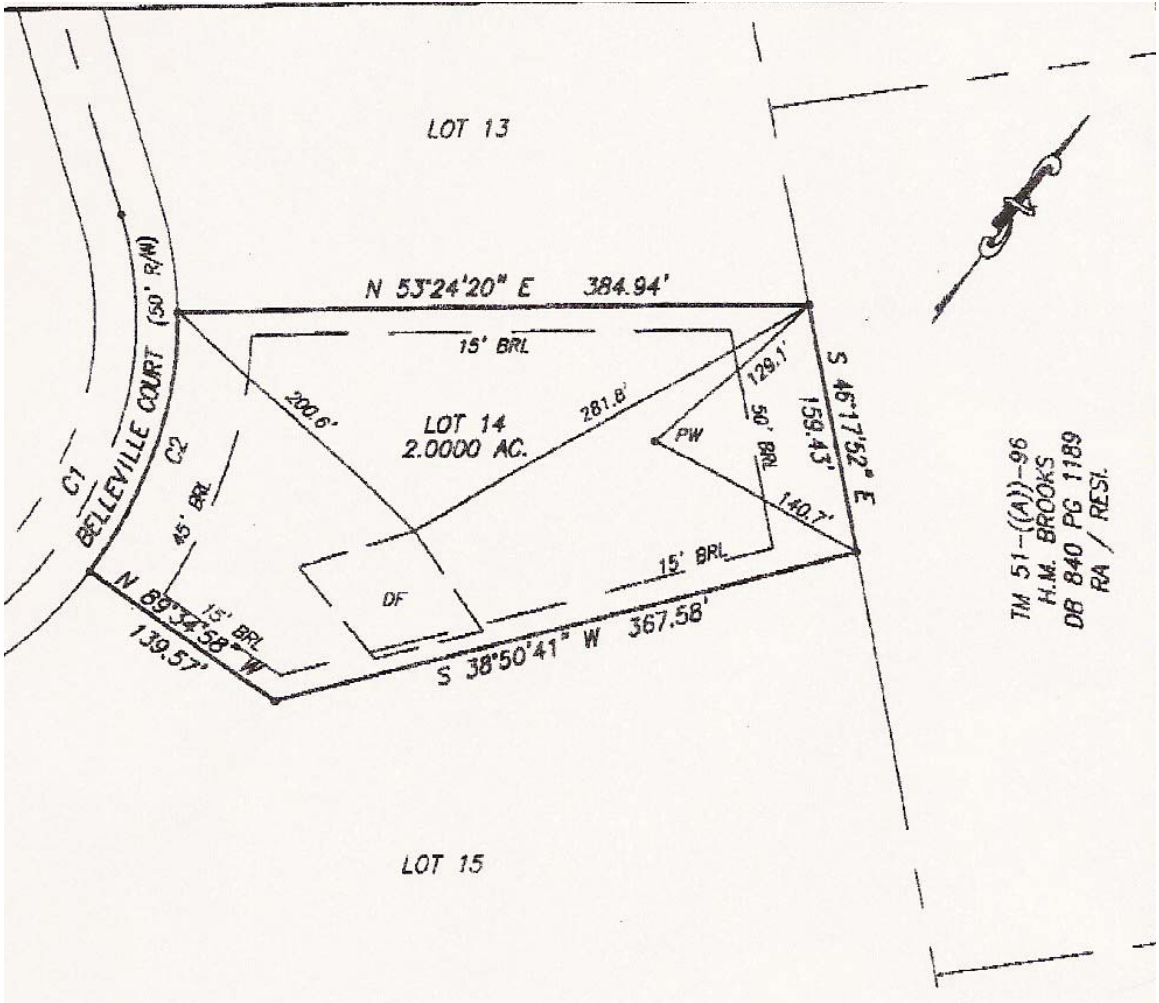 LOT 13
N 53°24'20" E 384.94'
15' BRL
BELLEVILLE COURT (50' R/W)
C1
C2
200.6'
LOT 14
2.0000 AC.
281.8'
129.1'
PW
50' BRL
S 46°17'52" E
159.43'
140.7'
45' BRL
15' BRL
DF
15' BRL
N 89°34'58" W
139.57'
S 38°50'41" W 367.58'
LOT 15
TM 51-((A))-96
H.M. BROOKS
DB 840 PG 1189
RA / RESI.